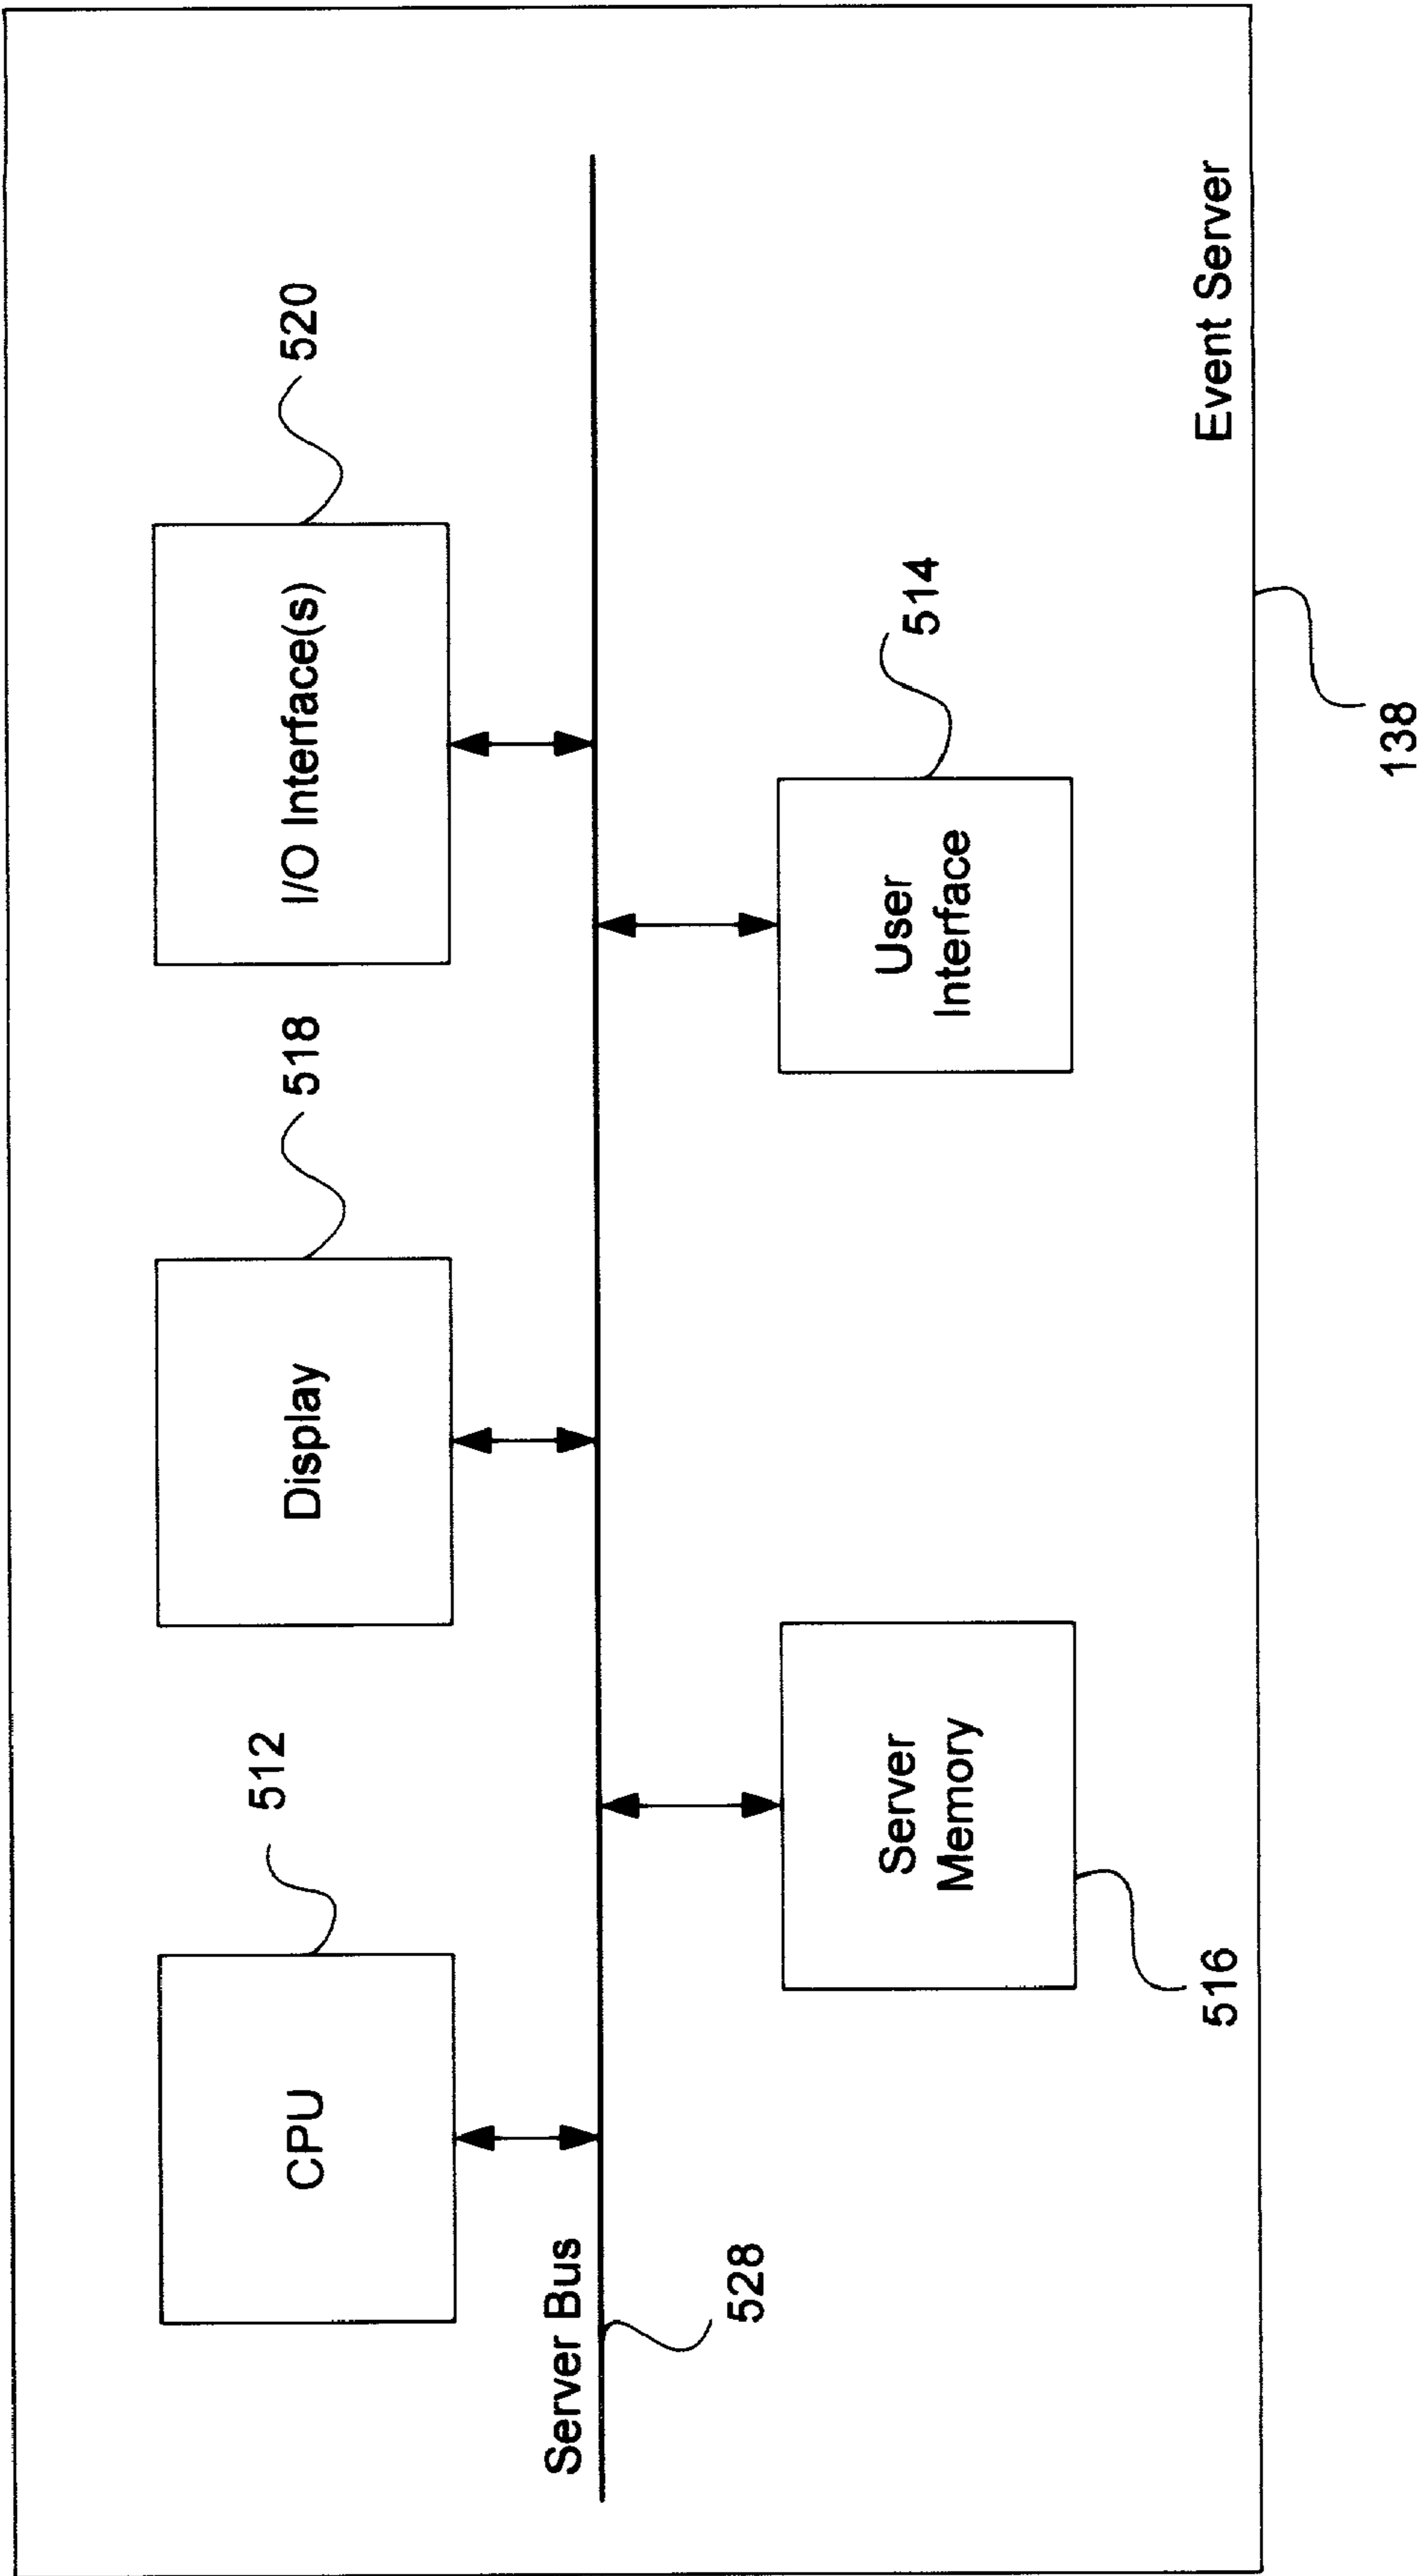 512
518
520
CPU
Display
I/O Interface(s)
Server Bus
528
Server
Memory
User
Interface
514
516
Event Server
138